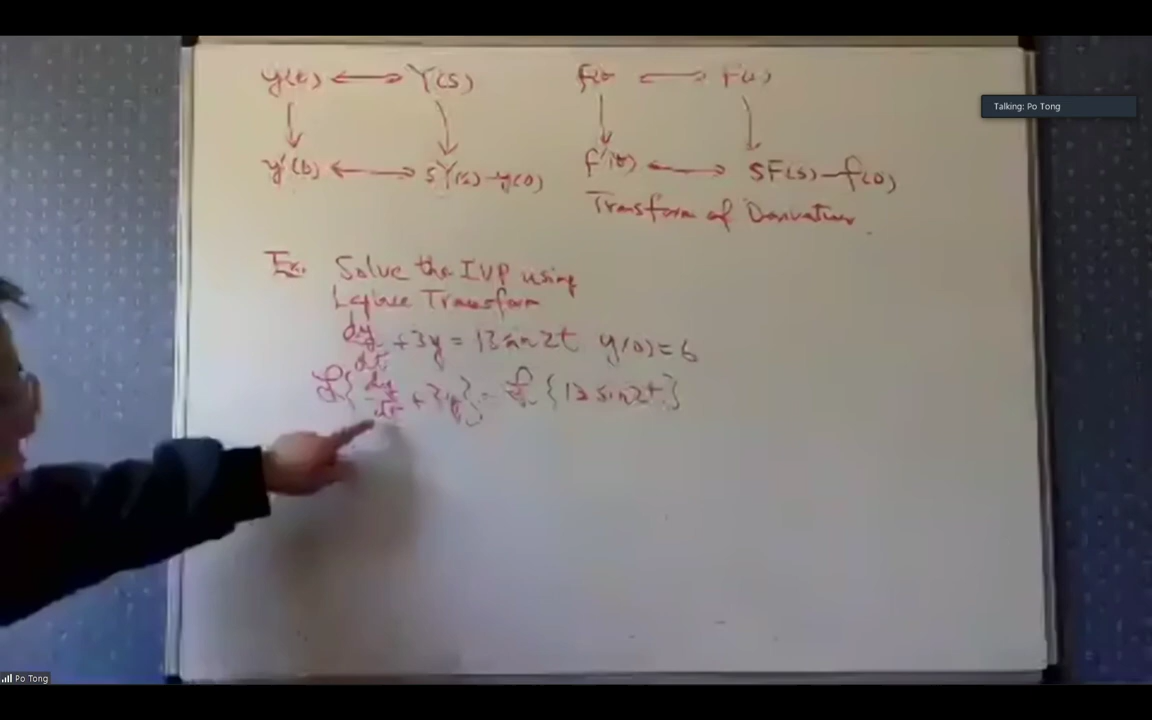 y(t) ⟷ Y(s)
f(t) ⟷ F(s)
Talking: Po Tong
y'(t) ⟷ sY(s)-y(0)
f'(t) ⟷ SF(s)-f(0)
Transform of Derivatives
Ex. Solve the IVP using
Laplace Transform
dy/dt + 3y = 13 sin 2t y(0) = 6
ℒ{dy/dt + 3y} = ℒ{13 sin 2t}
Po Tong